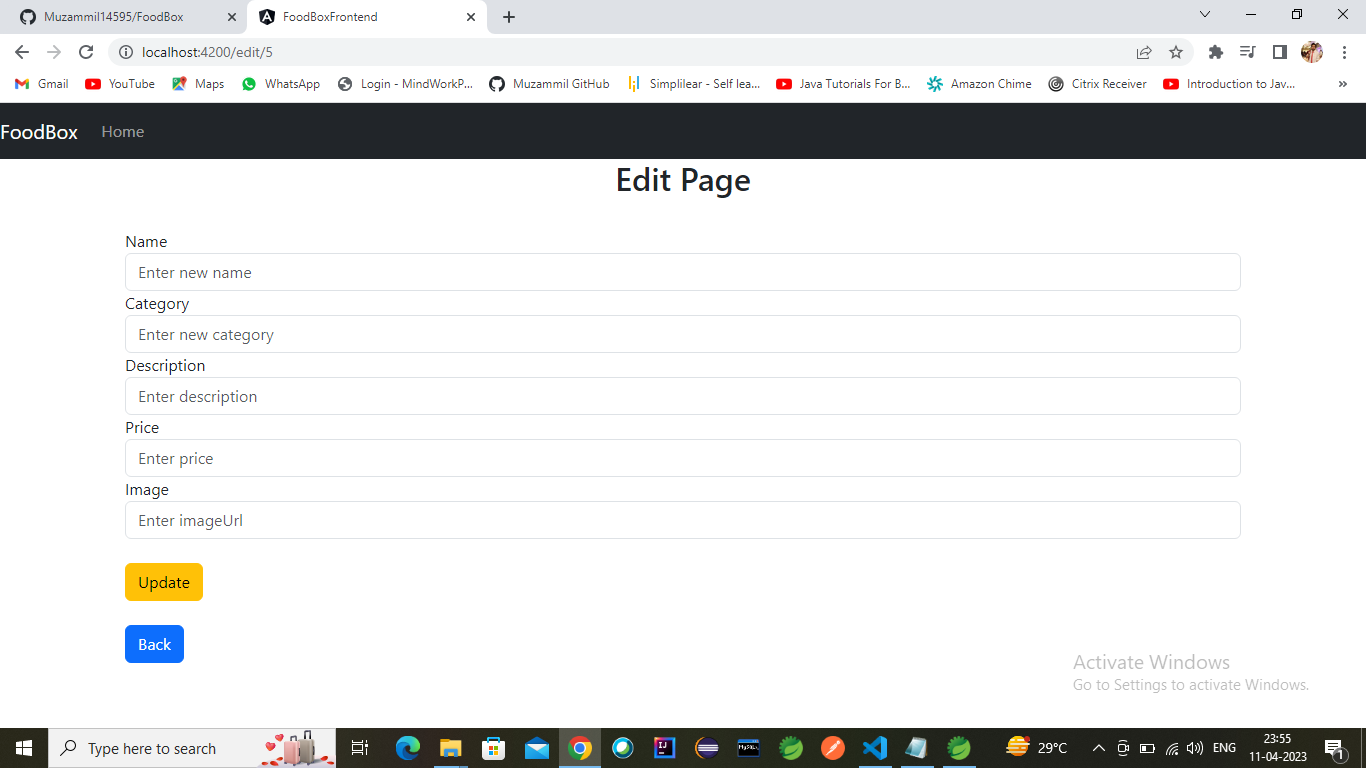 Muzammil14595/FoodBox
FoodBoxFrontend
localhost:4200/edit/5
Gmail YouTube Maps WhatsApp Login - MindWorkP... Muzammil GitHub Simplilear - Self lea... Java Tutorials For B... Amazon Chime Citrix Receiver Introduction to Jav... »
FoodBox Home
Edit Page
Name
Enter new name
Category
Enter new category
Description
Enter description
Price
Enter price
Image
Enter imageUrl
Update
Back
Activate Windows
Go to Settings to activate Windows.
Type here to search
IJ
MySQL
29°C
ENG
23:55
11-04-2023
1